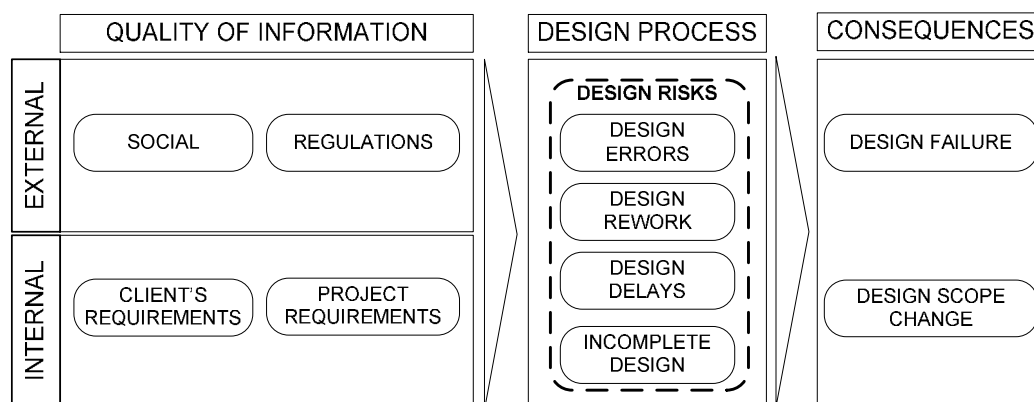 QUALITY OF INFORMATION
DESIGN PROCESS
CONSEQUENCES
EXTERNAL
SOCIAL
REGULATIONS
INTERNAL
CLIENT'S
REQUIREMENTS
PROJECT
REQUIREMENTS
DESIGN RISKS
DESIGN
ERRORS
DESIGN
REWORK
DESIGN
DELAYS
INCOMPLETE
DESIGN
DESIGN FAILURE
DESIGN SCOPE
CHANGE